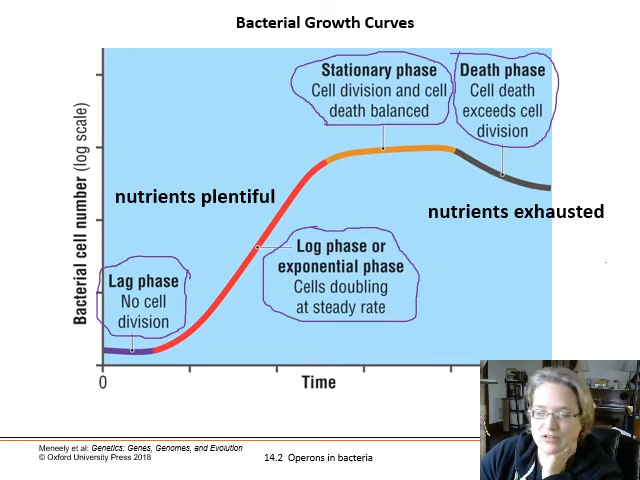 Bacterial Growth Curves
Stationary phase
Cell division and cell
death balanced
Death phase
Cell death
exceeds cell
division
nutrients plentiful
nutrients exhausted
Log phase or
exponential phase
Cells doubling
at steady rate
Lag phase
No cell
division
Bacterial cell number (log scale)
0
Time
Meneely et al: Genetics: Genes, Genomes, and Evolution
© Oxford University Press 2018
14.2 Operons in bacteria